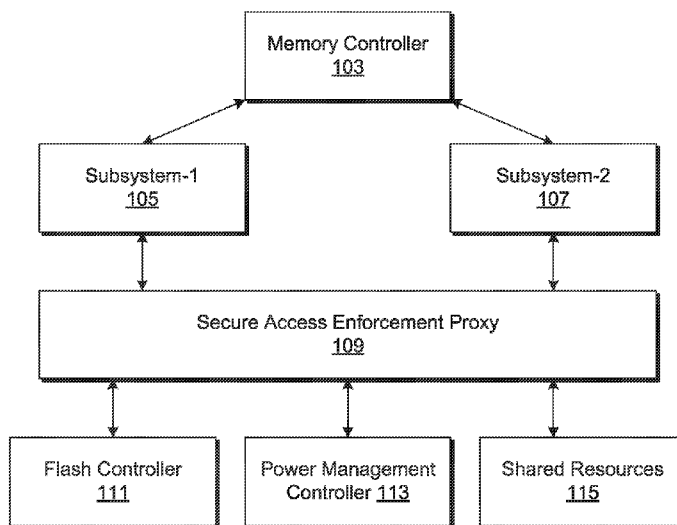 Memory Controller
103
Subsystem-1
105
Subsystem-2
107
Secure Access Enforcement Proxy
109
Flash Controller
111
Power Management
Controller 113
Shared Resources
115